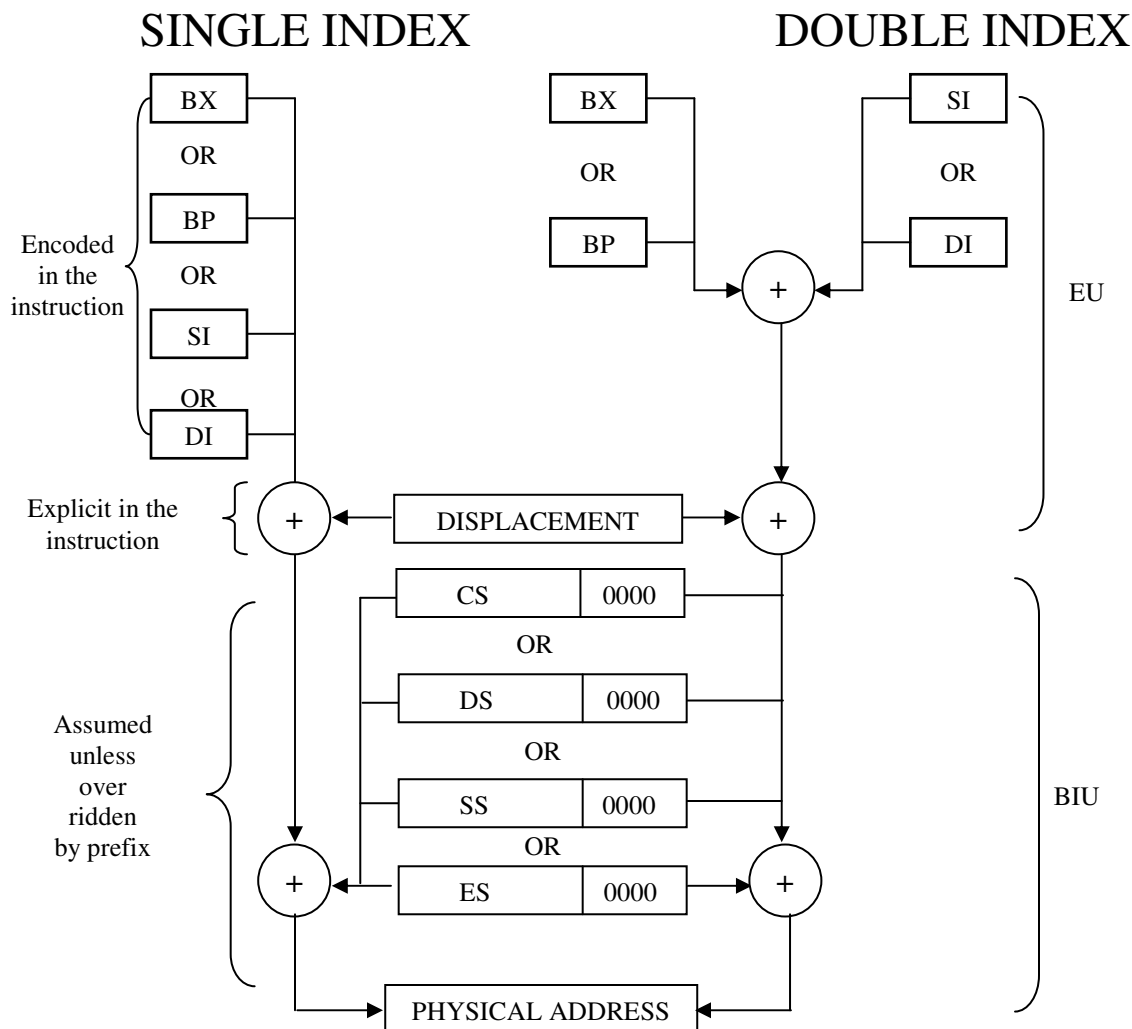 SINGLE INDEX
DOUBLE INDEX
BX
OR
BP
OR
SI
OR
DI
Encoded
in the
instruction
BX
OR
BP
SI
OR
DI
+
EU
Explicit in the
instruction
+
DISPLACEMENT
+
CS 0000
OR
DS 0000
OR
SS 0000
OR
ES 0000
Assumed
unless
over
ridden
by prefix
+
+
BIU
PHYSICAL ADDRESS